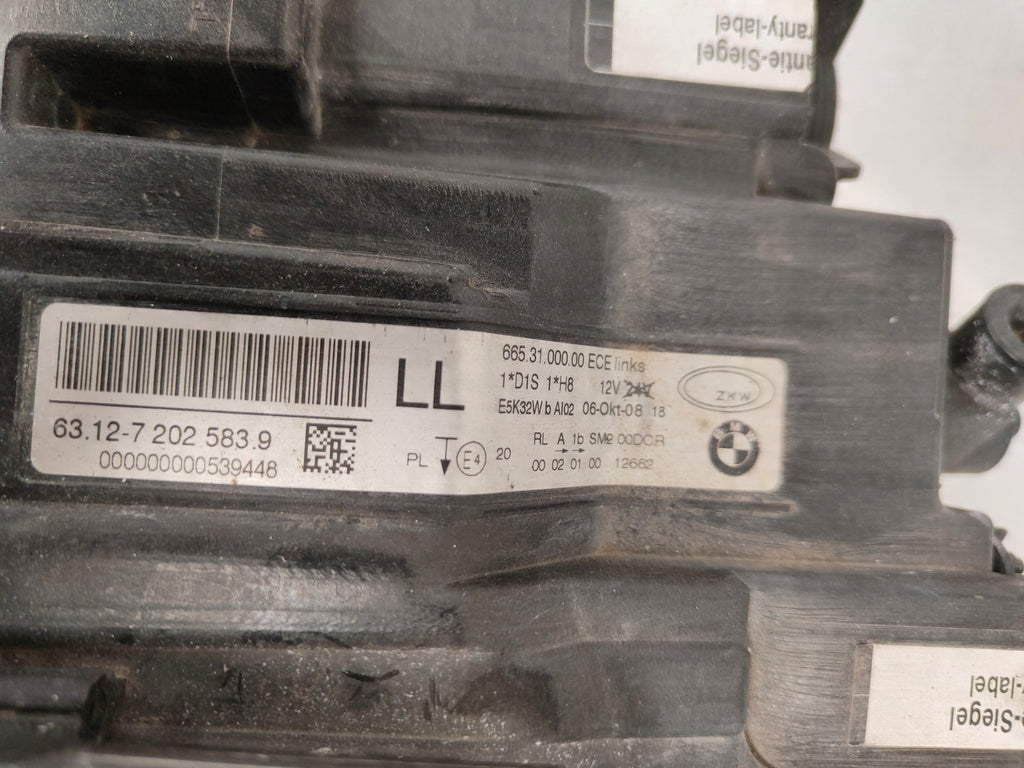 rantie-Siegel
ranty-label
LL
63.12-7 202 583.9
000000000539448
665.31.000.00 ECE links
1*D1S 1*H8 12V 24V
E5K32W b Al02 06-Okt-08 18
PL E4 20
RL A 1b SM2 00DCR
00 02 01 00 12662
ZKW
BMW
e-Siegel
-label